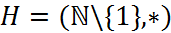 H = (ℕ\{1},∗)